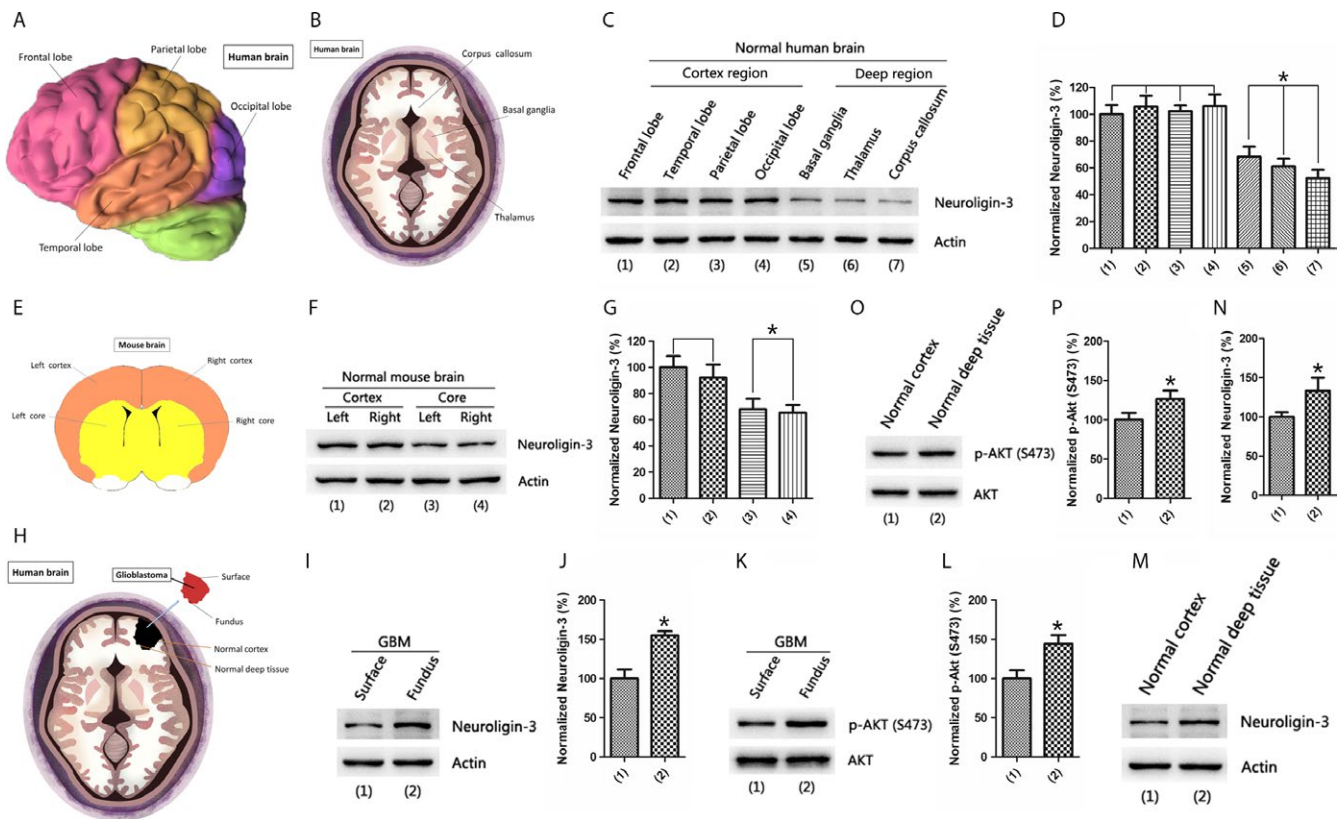 A
Frontal lobe
Parietal lobe
Human brain
Occipital lobe
Temporal lobe
B
Human brain
Corpus callosum
Basal ganglia
Thalamus
C
Normal human brain
Cortex region
Deep region
Frontal lobe
Temporal lobe
Parietal lobe
Occipital lobe
Basal ganglia
Thalamus
Corpus callosum
Neuroligin-3
Actin
(1) (2) (3) (4) (5) (6) (7)
D
Normalized Neuroligin-3 (%)
120
100
80
60
40
20
0
*
(1) (2) (3) (4) (5) (6) (7)
E
Mouse brain
Left cortex
Right cortex
Left core
Right core
F
Normal mouse brain
Cortex Core
Left Right Left Right
Neuroligin-3
Actin
(1) (2) (3) (4)
G
Normalized Neuroligin-3 (%)
120
100
80
60
40
20
0
*
(1) (2) (3) (4)
O
Normal cortex
Normal deep tissue
p-AKT (S473)
AKT
(1) (2)
P
Normalized p-Akt (S473) (%)
200
150
100
50
0
*
(1) (2)
N
Normalized Neuroligin-3 (%)
200
150
100
50
0
*
(1) (2)
H
Human brain
Glioblastoma
Surface
Fundus
Normal cortex
Normal deep tissue
I
GBM
Surface
Fundus
Neuroligin-3
Actin
(1) (2)
J
Normalized Neuroligin-3 (%)
200
150
100
50
0
*
(1) (2)
K
GBM
Surface
Fundus
p-AKT (S473)
AKT
(1) (2)
L
Normalized p-Akt (S473) (%)
200
150
100
50
0
*
(1) (2)
M
Normal cortex
Normal deep tissue
Neuroligin-3
Actin
(1) (2)